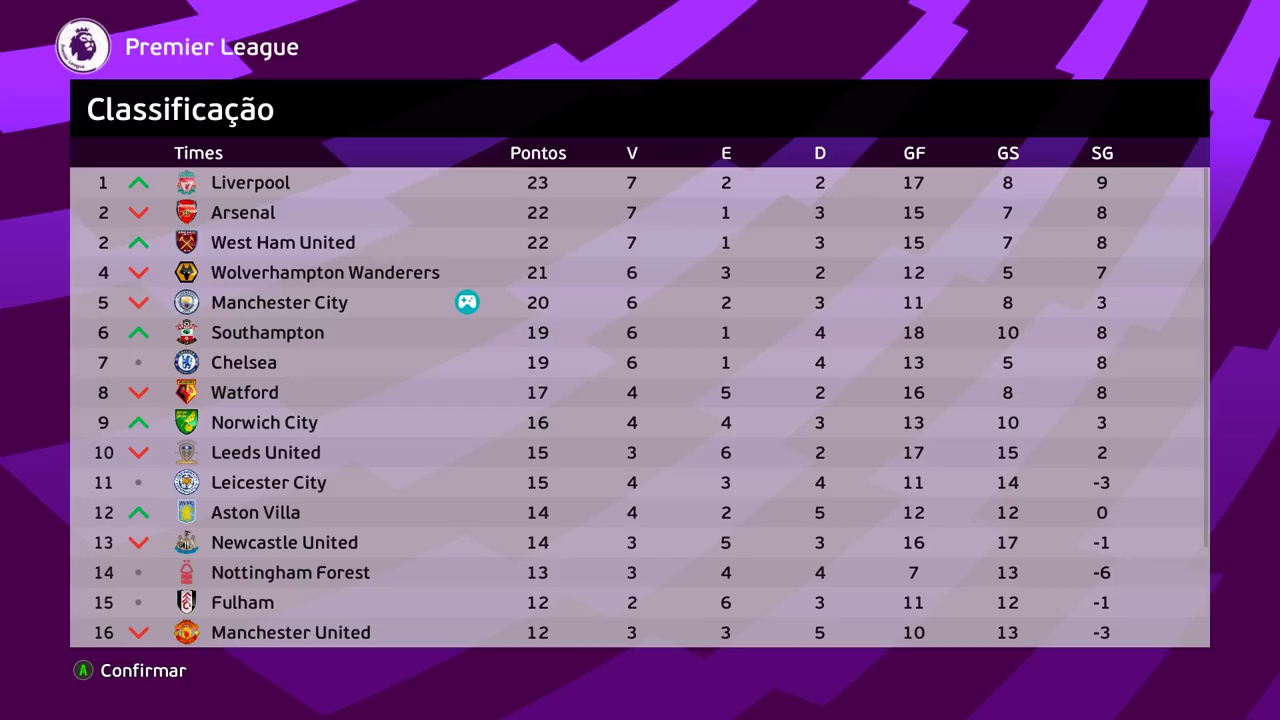 Premier League
Classificação
Times Pontos V E D GF GS SG
1 Liverpool 23 7 2 2 17 8 9
2 Arsenal 22 7 1 3 15 7 8
2 West Ham United 22 7 1 3 15 7 8
4 Wolverhampton Wanderers 21 6 3 2 12 5 7
5 Manchester City 20 6 2 3 11 8 3
6 Southampton 19 6 1 4 18 10 8
7 Chelsea 19 6 1 4 13 5 8
8 Watford 17 4 5 2 16 8 8
9 Norwich City 16 4 4 3 13 10 3
10 Leeds United 15 3 6 2 17 15 2
11 Leicester City 15 4 3 4 11 14 -3
12 Aston Villa 14 4 2 5 12 12 0
13 Newcastle United 14 3 5 3 16 17 -1
14 Nottingham Forest 13 3 4 4 7 13 -6
15 Fulham 12 2 6 3 11 12 -1
16 Manchester United 12 3 3 5 10 13 -3
A Confirmar